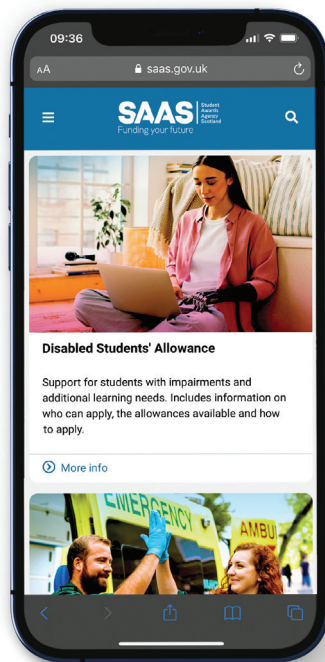 09:36
AA
saas.gov.uk
SAAS
Student
Awards
Agency
Scotland
Funding your future
Disabled Students' Allowance
Support for students with impairments and
additional learning needs. Includes information on
who can apply, the allowances available and how
to apply.
More info
EMERGENCY
AMBU